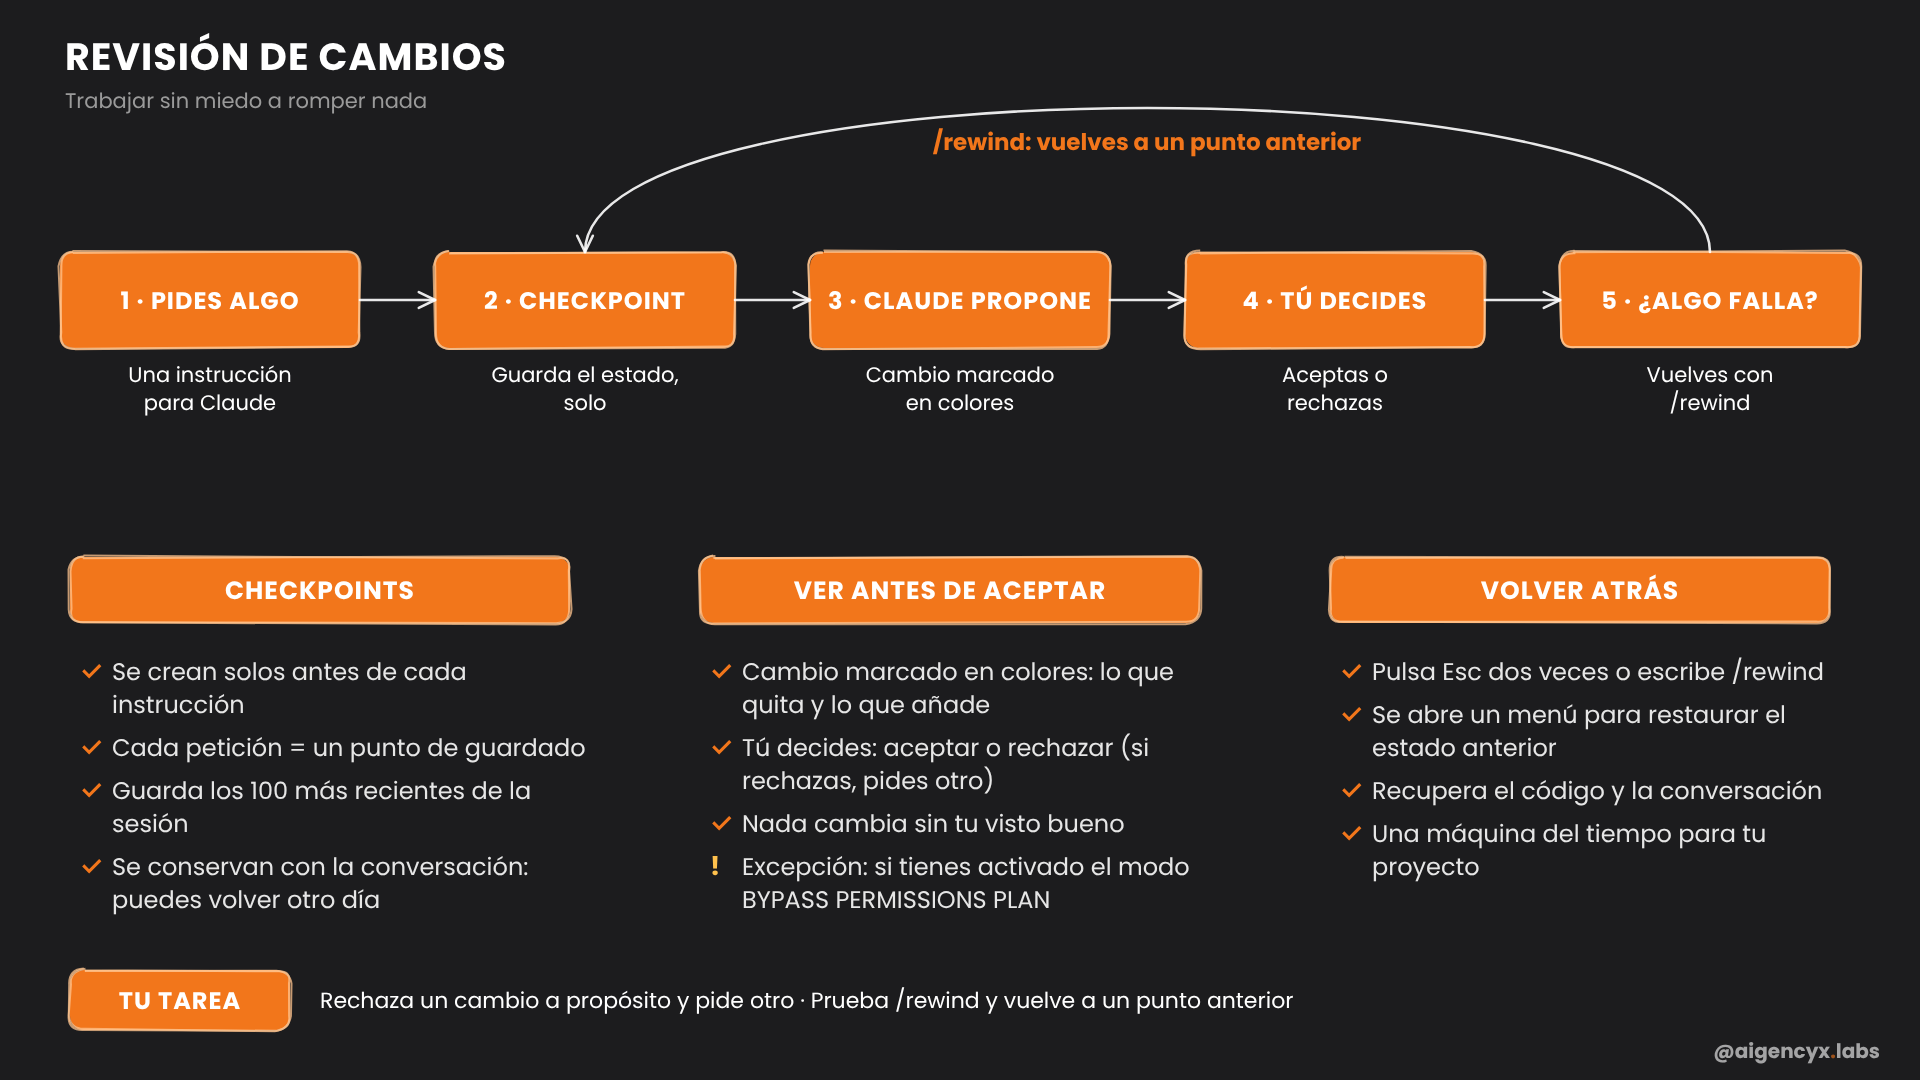 REVISIÓN DE CAMBIOS
Trabajar sin miedo a romper nada
/rewind: vuelves a un punto anterior
1 · PIDES ALGO
Una instrucción
para Claude
2 · CHECKPOINT
Guarda el estado,
solo
3 · CLAUDE PROPONE
Cambio marcado
en colores
4 · TÚ DECIDES
Aceptas o
rechazas
5 · ¿ALGO FALLA?
Vuelves con
/rewind
CHECKPOINTS
Se crean solos antes de cada
instrucción
Cada petición = un punto de guardado
Guarda los 100 más recientes de la
sesión
Se conservan con la conversación:
puedes volver otro día
VER ANTES DE ACEPTAR
Cambio marcado en colores: lo que
quita y lo que añade
Tú decides: aceptar o rechazar (si
rechazas, pides otro)
Nada cambia sin tu visto bueno
! Excepción: si tienes activado el modo
BYPASS PERMISSIONS PLAN
VOLVER ATRÁS
Pulsa Esc dos veces o escribe /rewind
Se abre un menú para restaurar el
estado anterior
Recupera el código y la conversación
Una máquina del tiempo para tu
proyecto
TU TAREA
Rechaza un cambio a propósito y pide otro · Prueba /rewind y vuelve a un punto anterior
@aigencyx.labs